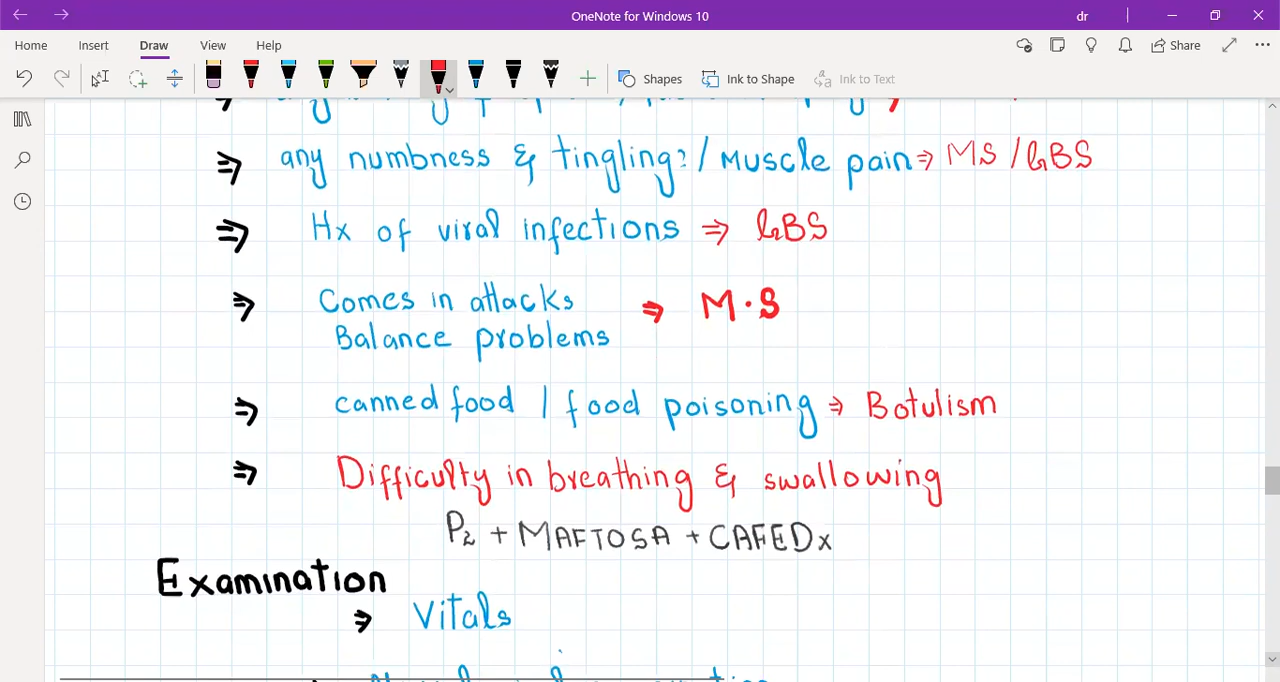 OneNote for Windows 10
dr
Home Insert Draw View Help
Share
Shapes Ink to Shape Ink to Text
⇒ any numbness & tingling?/Muscle pain⇒ MS/GBS
⇒ Hx of viral infections ⇒ GBS
⇒ Comes in attacks ⇒ M.S
Balance problems
⇒ canned food / food poisoning ⇒ Botulism
⇒ Difficulty in breathing & swallowing
P2 + MAFTOSA + CAFEDx
Examination
⇒ Vitals